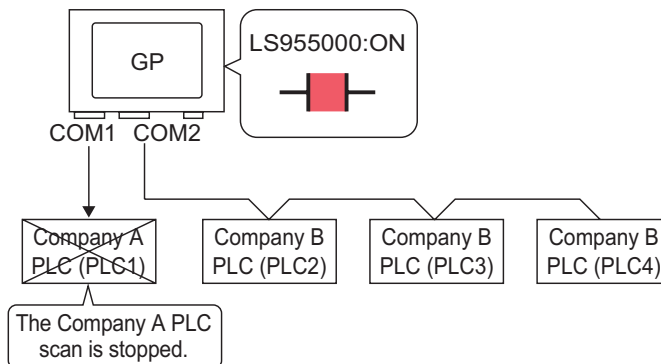 GP
LS955000:ON
COM1
COM2
Company A
PLC (PLC1)
Company B
PLC (PLC2)
Company B
PLC (PLC3)
Company B
PLC (PLC4)
The Company A PLC
scan is stopped.